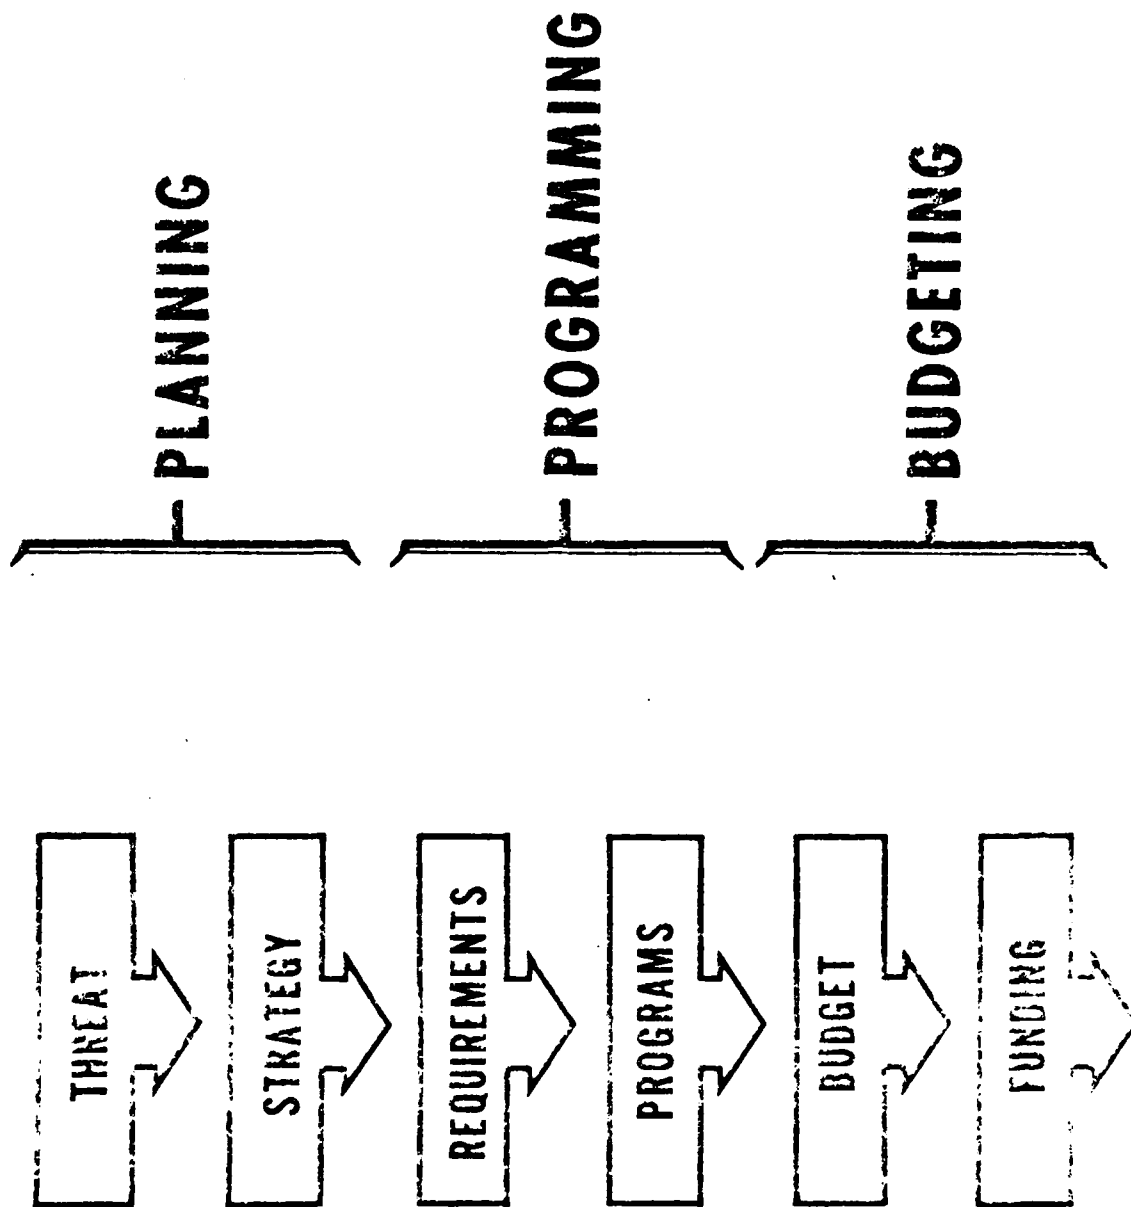 PLANNING
PROGRAMMING
BUDGETING
THREAT
STRATEGY
REQUIREMENTS
PROGRAMS
BUDGET
FUNDING